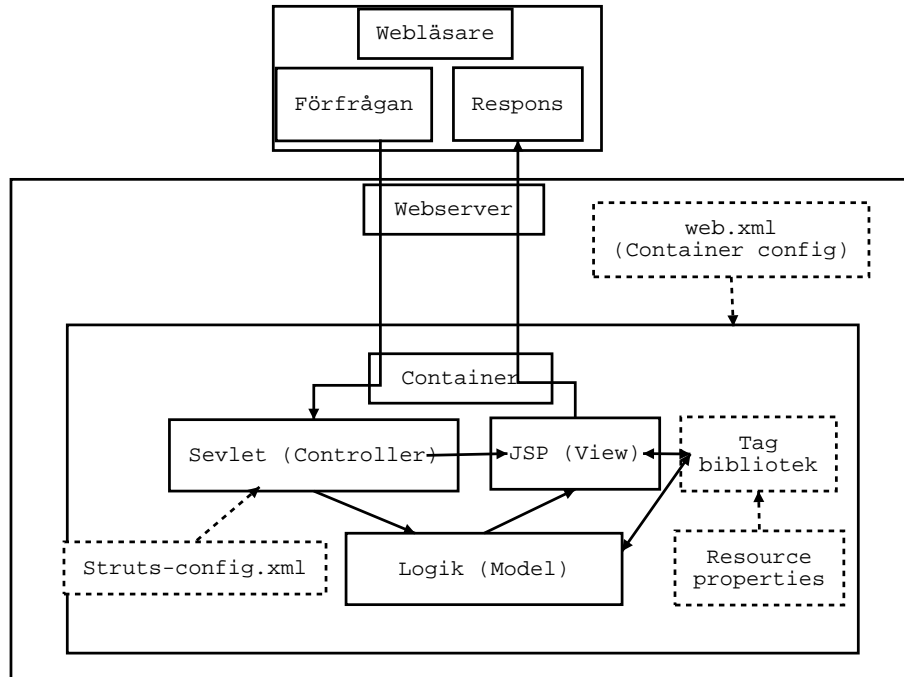 Webläsare
Förfrågan
Respons
Webserver
web.xml
(Container config)
Container
Sevlet (Controller)
JSP (View)
Tag
bibliotek
Struts-config.xml
Logik (Model)
Resource
properties